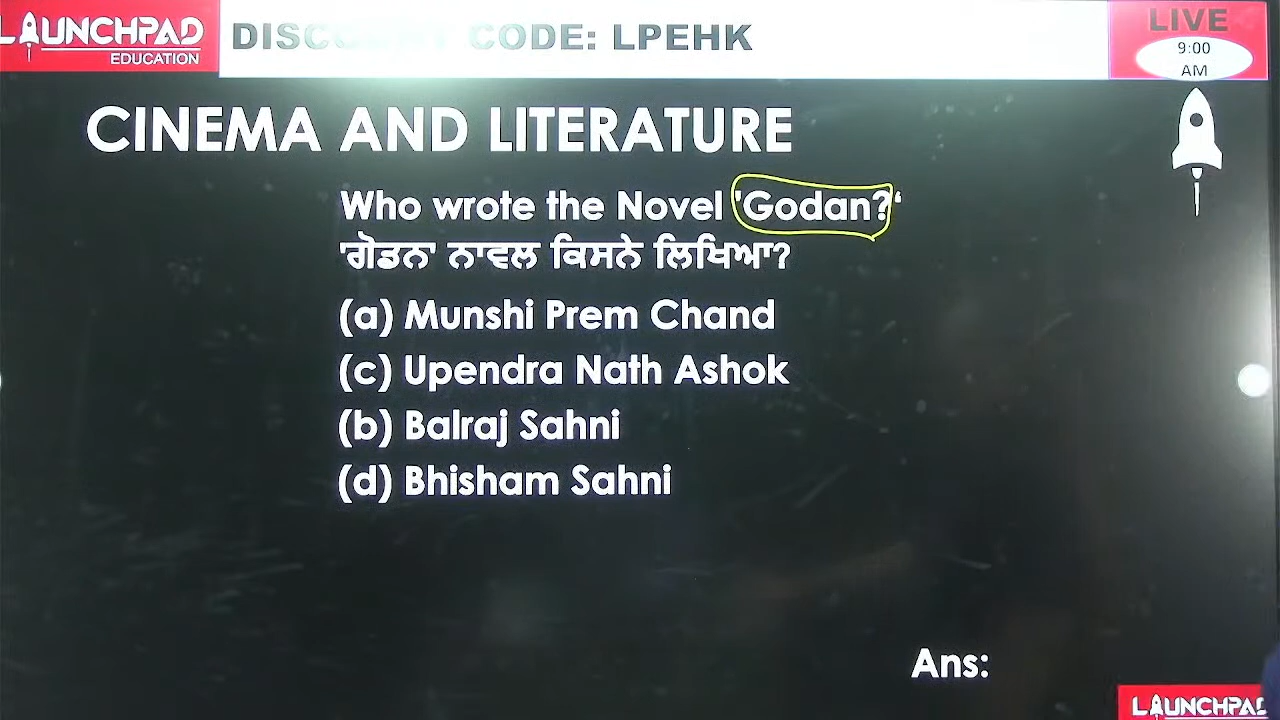 LAUNCHPAD
EDUCATION
DISCOUNT CODE: LPEHK
LIVE
9:00
AM
CINEMA AND LITERATURE
Who wrote the Novel 'Godan?‘
'ਗੋਡਨਾ' ਨਾਵਲ ਕਿਸਨੇ ਲਿਖਿਆ?
(a) Munshi Prem Chand
(c) Upendra Nath Ashok
(b) Balraj Sahni
(d) Bhisham Sahni
Ans:
LAUNCHPAD